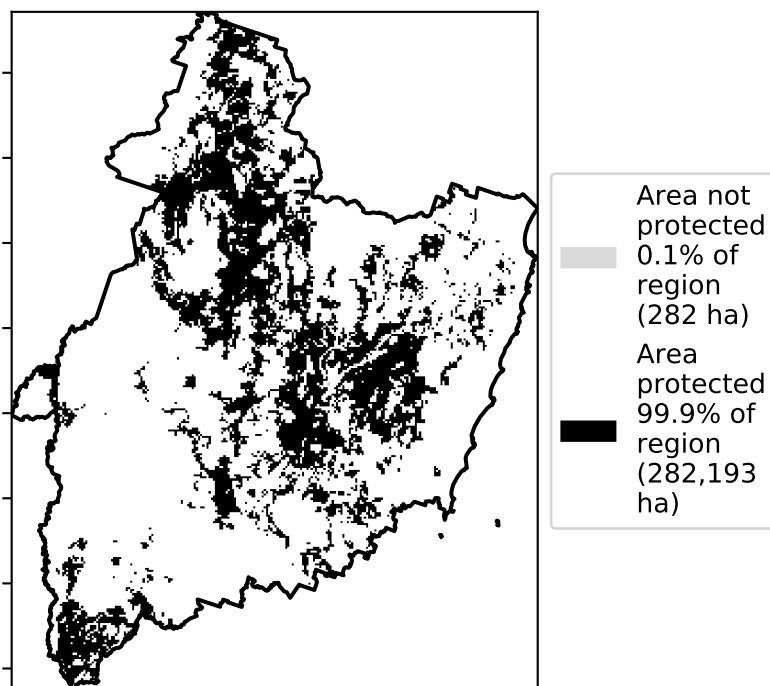 Area not
protected
0.1% of
region
(282 ha)
Area
protected
99.9% of
region
(282,193
ha)